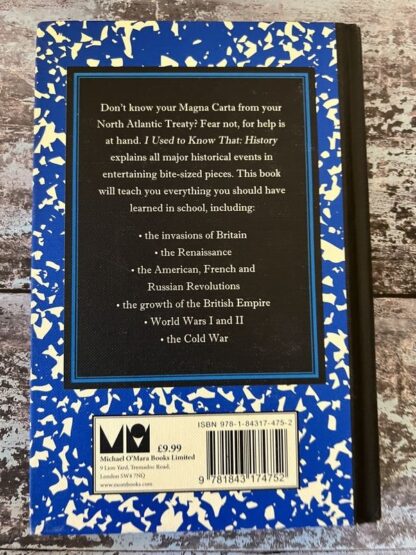 Don't know your Magna Carta from your
North Atlantic Treaty? Fear not, for help is
at hand. I Used to Know That: History
explains all major historical events in
entertaining bite-sized pieces. This book
will teach you everything you should have
learned in school, including:
• the invasions of Britain
• the Renaissance
• the American, French and
Russian Revolutions
• the growth of the British Empire
• World Wars I and II
• the Cold War
£9.99
Michael O'Mara Books Limited
9 Lion Yard, Tremadoc Road,
London SW4 7NQ
www.mombooks.com
ISBN 978-1-84317-475-2
9 781843 174752